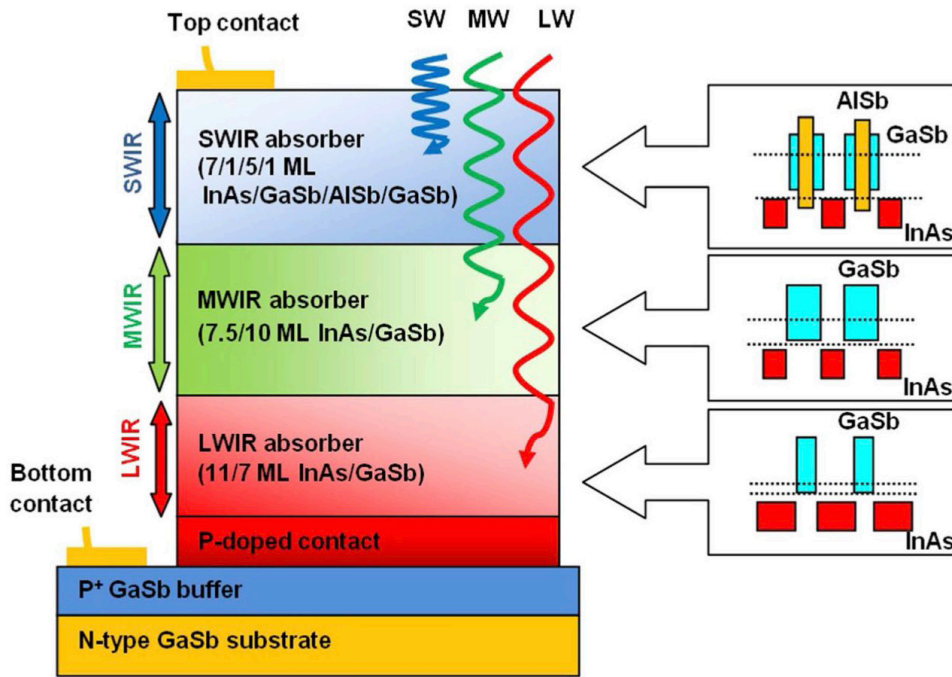 SW MW LW
Top contact
SWIR
SWIR absorber
(7/1/5/1 ML
InAs/GaSb/AlSb/GaSb)
AlSb
GaSb
InAs
MWIR
MWIR absorber
(7.5/10 ML InAs/GaSb)
GaSb
InAs
LWIR
LWIR absorber
(11/7 ML InAs/GaSb)
GaSb
InAs
Bottom
contact
P-doped contact
P⁺ GaSb buffer
N-type GaSb substrate